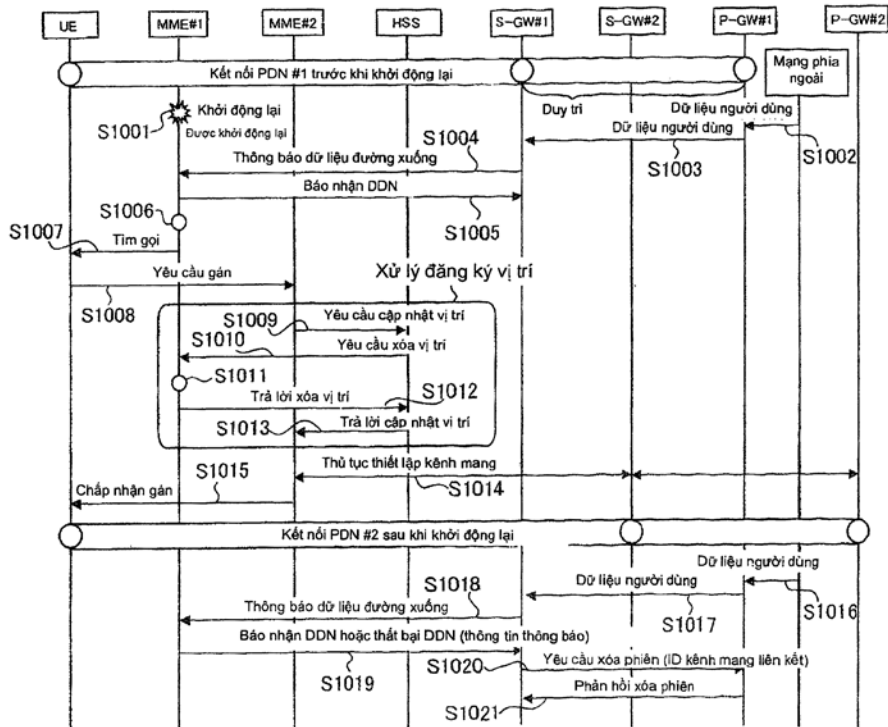 UE
MME#1
MME#2
HSS
S-GW#1
S-GW#2
P-GW#1
P-GW#2
Kết nối PDN #1 trước khi khởi động lại
Mạng phía
ngoài
Khởi động lại
S1001
Được khởi động lại
Duy trì
Dữ liệu người dùng
S1002
Dữ liệu người dùng
S1003
S1004
Thông báo dữ liệu đường xuống
Báo nhận DDN
S1005
S1006
S1007
Tìm gọi
Yêu cầu gán
S1008
Xử lý đăng ký vị trí
S1009
Yêu cầu cập nhật vị trí
S1010
Yêu cầu xóa vị trí
S1011
S1012
Trả lời xóa vị trí
S1013
Trả lời cập nhật vị trí
Thủ tục thiết lập kênh mang
S1014
S1015
Chấp nhận gán
Kết nối PDN #2 sau khi khởi động lại
Dữ liệu người dùng
S1016
Dữ liệu người dùng
S1017
S1018
Thông báo dữ liệu đường xuống
Báo nhận DDN hoặc thất bại DDN (thông tin thông báo)
S1019
S1020
Yêu cầu xóa phiên (ID kênh mang liên kết)
Phản hồi xóa phiên
S1021